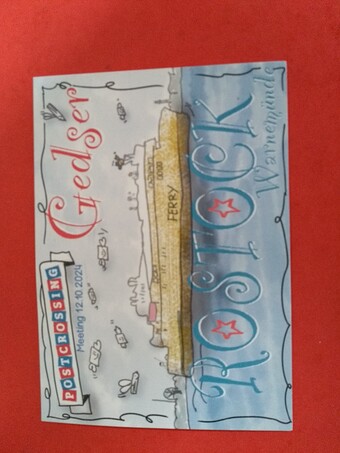 POSTCROSSING
Meeting 12.10.2024
Gedser
FERRY
ROSTOCK
Warnemünde